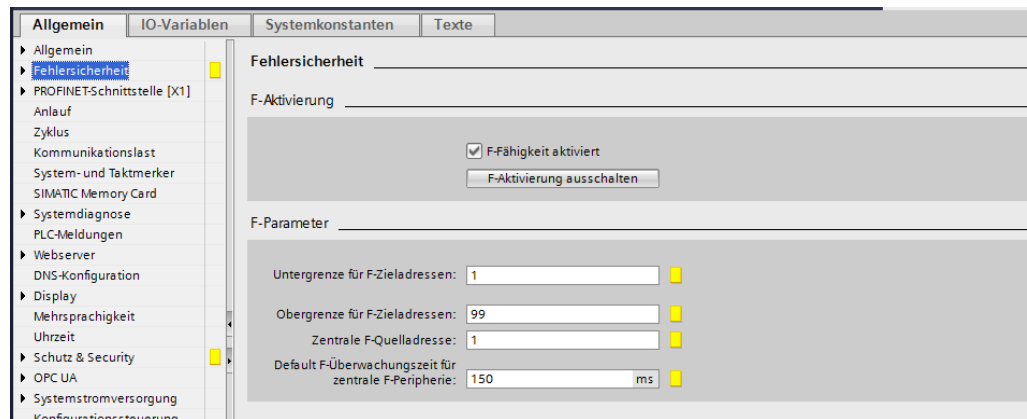 Allgemein
IO-Variablen
Systemkonstanten
Texte
Allgemein
Fehlersicherheit
PROFINET-Schnittstelle [X1]
Anlauf
Zyklus
Kommunikationslast
System- und Taktmerker
SIMATIC Memory Card
Systemdiagnose
PLC-Meldungen
Webserver
DNS-Konfiguration
Display
Mehrsprachigkeit
Uhrzeit
Schutz & Security
OPC UA
Systemstromversorgung
Konfigurationssteuerung
Fehlersicherheit
F-Aktivierung
F-Fähigkeit aktiviert
F-Aktivierung ausschalten
F-Parameter
Untergrenze für F-Zieladressen: 1
Obergrenze für F-Zieladressen: 99
Zentrale F-Quelladresse: 1
Default F-Überwachungszeit für
zentrale F-Peripherie: 150 ms